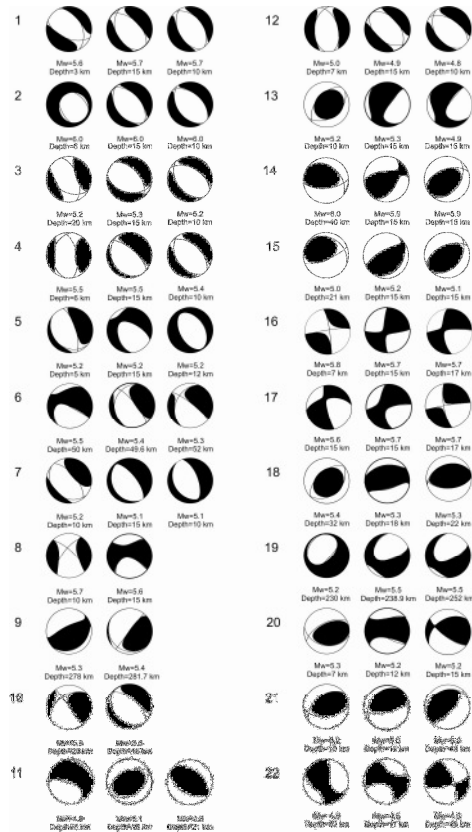 1
Mw=5.6 Mw=5.7 Mw=5.7
Depth=3 km Depth=15 km Depth=10 km
2
Mw=6.0 Mw=6.0 Mw=6.0
Depth=6 km Depth=15 km Depth=10 km
3
Mw=5.2 Mw=5.3 Mw=5.2
Depth=20 km Depth=15 km Depth=10 km
4
Mw=5.5 Mw=5.5 Mw=5.4
Depth=6 km Depth=15 km Depth=10 km
5
Mw=5.2 Mw=5.2 Mw=5.2
Depth=5 km Depth=15 km Depth=12 km
6
Mw=5.5 Mw=5.4 Mw=5.3
Depth=50 km Depth=49.6 km Depth=52 km
7
Mw=5.2 Mw=5.1 Mw=5.1
Depth=10 km Depth=15 km Depth=10 km
8
Mw=5.7 Mw=5.6
Depth=10 km Depth=15 km
9
Mw=5.3 Mw=5.4
Depth=278 km Depth=281.7 km
10
11
12
Mw=5.0 Mw=4.9 Mw=4.8
Depth=7 km Depth=15 km Depth=10 km
13
Mw=5.2 Mw=5.3 Mw=4.9
Depth=10 km Depth=15 km Depth=15 km
14
Mw=6.0 Mw=5.9 Mw=5.9
Depth=40 km Depth=15 km Depth=15 km
15
Mw=5.0 Mw=5.2 Mw=5.1
Depth=21 km Depth=15 km Depth=15 km
16
Mw=5.8 Mw=5.7 Mw=5.7
Depth=7 km Depth=15 km Depth=17 km
17
Mw=5.6 Mw=5.7 Mw=5.7
Depth=15 km Depth=15 km Depth=17 km
18
Mw=5.4 Mw=5.3 Mw=5.3
Depth=32 km Depth=18 km Depth=22 km
19
Mw=5.2 Mw=5.5 Mw=5.5
Depth=230 km Depth=238.9 km Depth=252 km
20
Mw=5.3 Mw=5.2 Mw=5.2
Depth=7 km Depth=12 km Depth=15 km
21
22